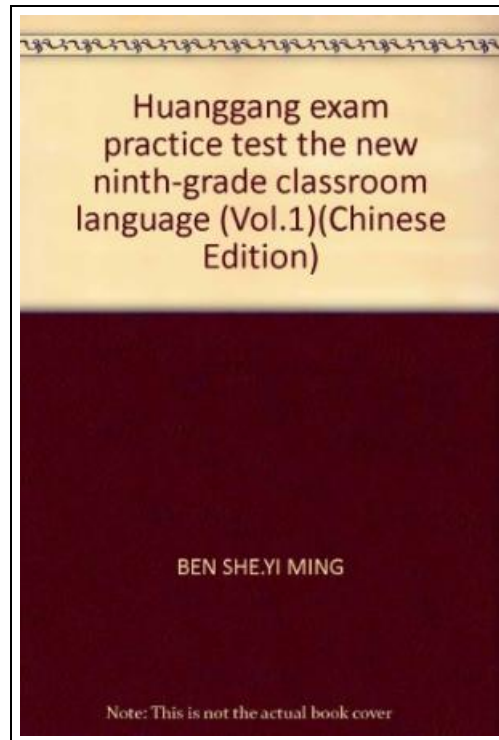 Huanggang exam
practice test the new
ninth-grade classroom
language (Vol.1)(Chinese
Edition)
BEN SHE.YI MING
Note: This is not the actual book cover